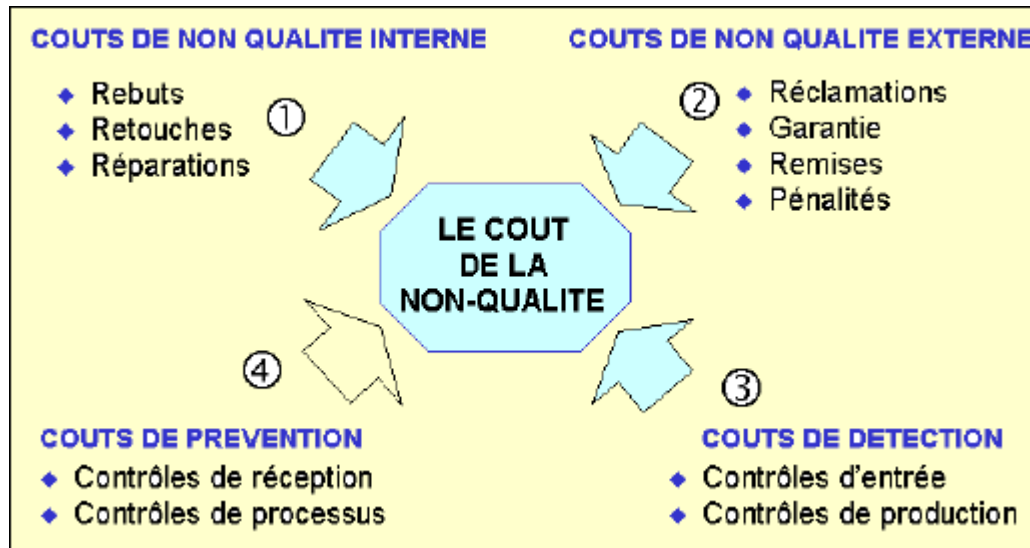 COUTS DE NON QUALITE INTERNE
◆ Rebuts
◆ Retouches
◆ Réparations
①
COUTS DE NON QUALITE EXTERNE
②
◆ Réclamations
◆ Garantie
◆ Remises
◆ Pénalités
LE COUT
DE LA
NON-QUALITE
④
COUTS DE PREVENTION
◆ Contrôles de réception
◆ Contrôles de processus
③
COUTS DE DETECTION
◆ Contrôles d'entrée
◆ Contrôles de production